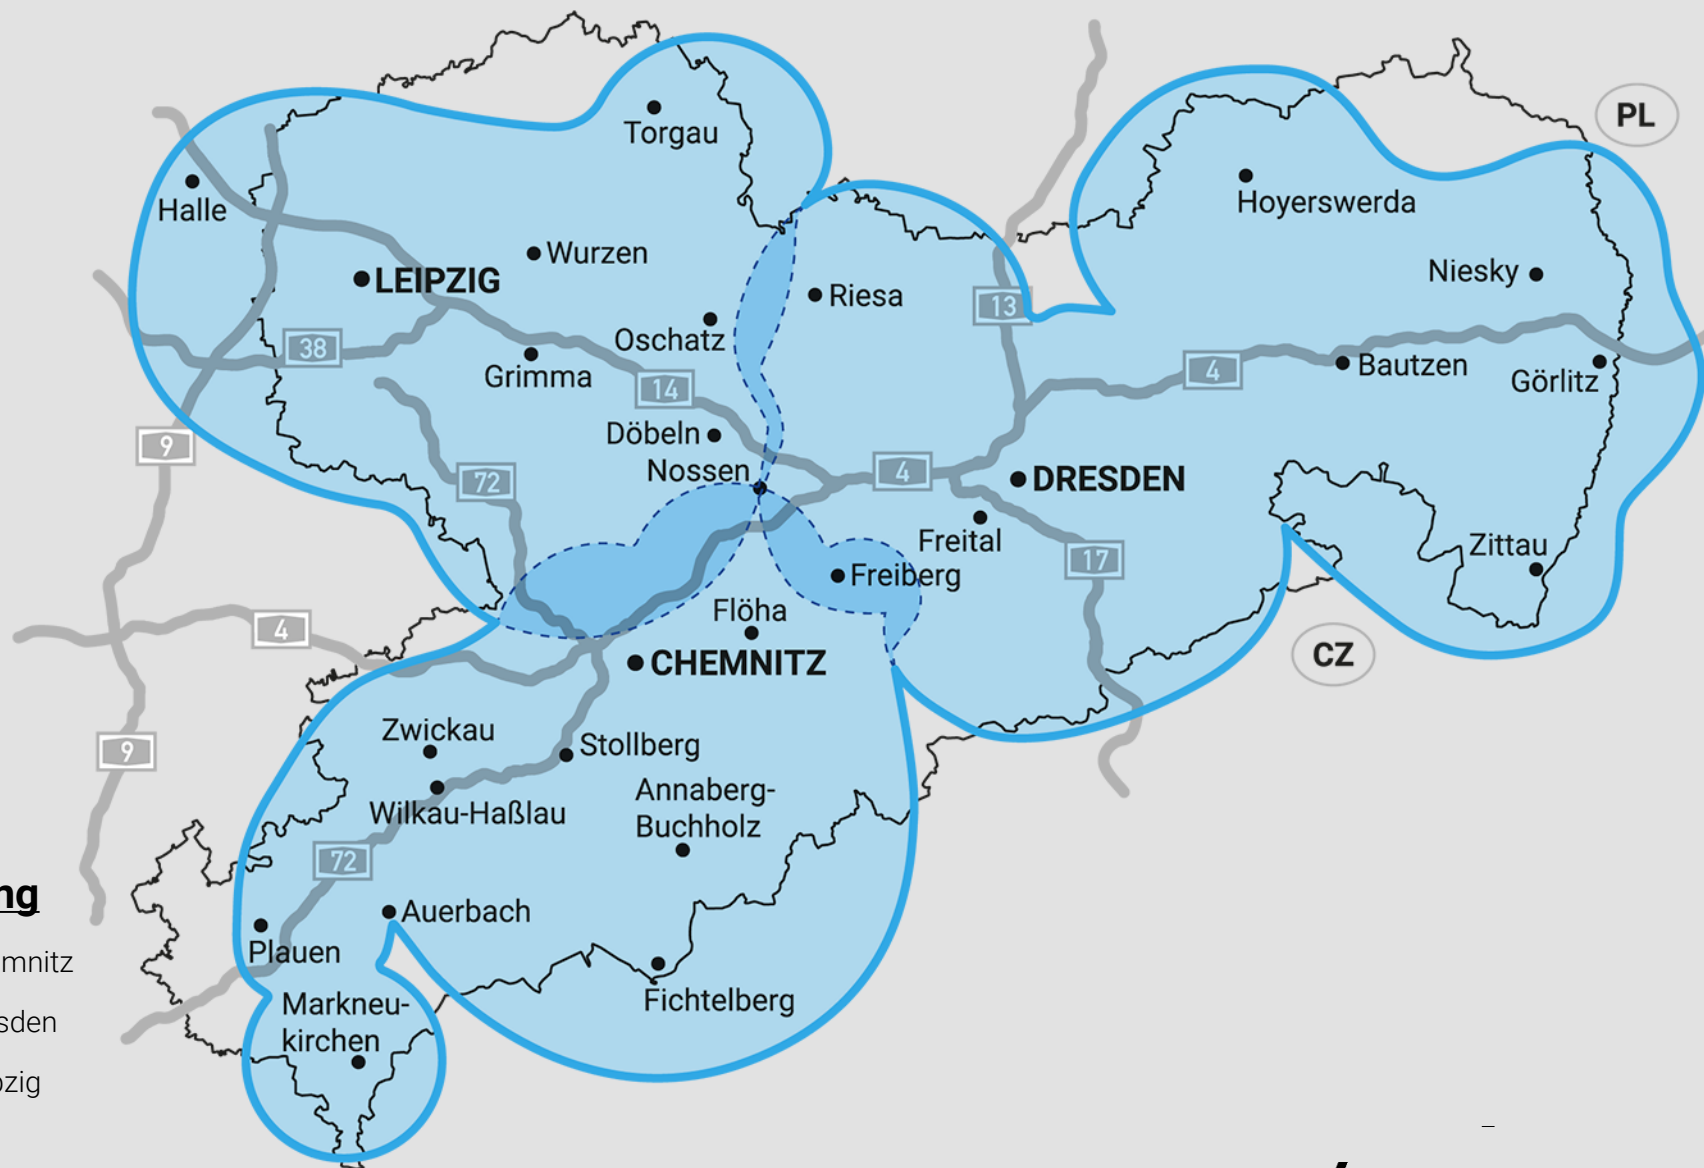 PL
Torgau
Halle
Hoyerswerda
Wurzen
LEIPZIG
Niesky
Riesa
13
Oschatz
38
Grimma
14
4
Bautzen
Görlitz
9
Döbeln
Nossen
72
4
DRESDEN
Freital
Zittau
17
Freiberg
Flöha
4
CZ
CHEMNITZ
Zwickau
Stollberg
9
Annaberg-
Buchholz
Wilkau-Haßlau
72
ng
Auerbach
Plauen
mnitz
Fichtelberg
Markneu-
kirchen
sden
zig